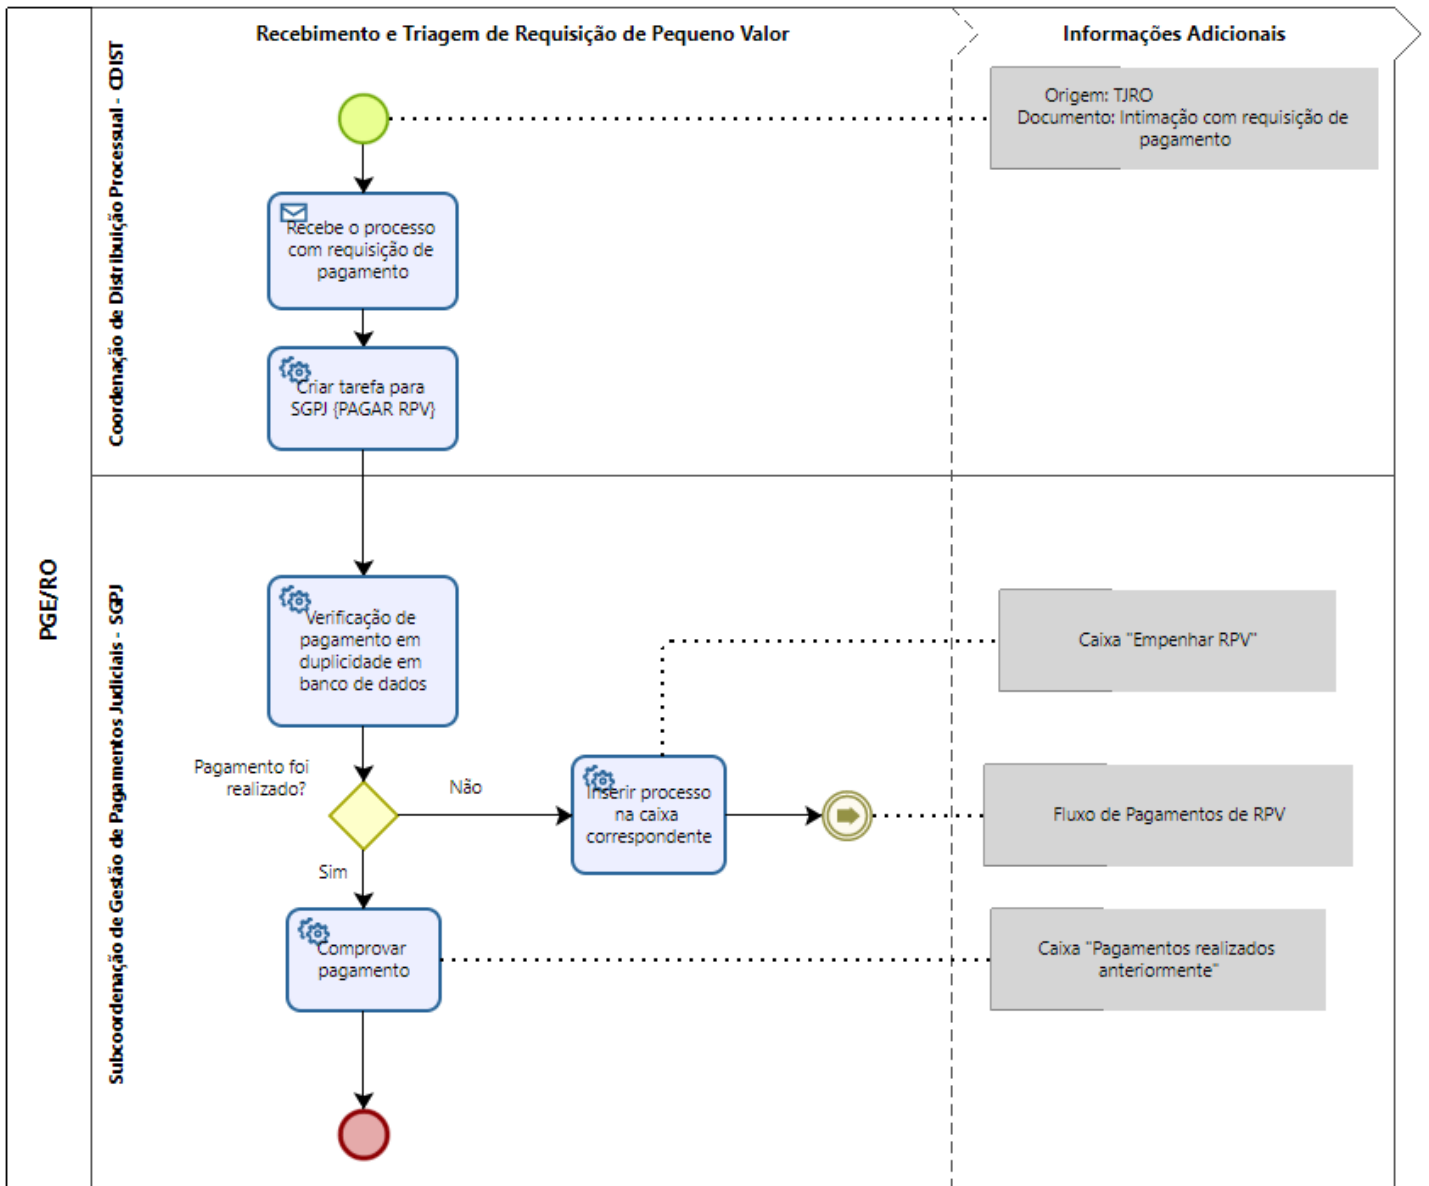 Recebimento e Triagem de Requisição de Pequeno Valor
Informações Adicionais
PGE/RO
Coordenação de Distribuição Processual - CDIST
Origem: TJRO
Documento: Intimação com requisição de
pagamento
Recebe o processo
com requisição de
pagamento
Criar tarefa para
SGPJ {PAGAR RPV}
Subcoordenação de Gestão de Pagamentos Judiciais - SGPJ
Verificação de
pagamento em
duplicidade em
banco de dados
Caixa "Empenhar RPV"
Pagamento foi
realizado?
Não
Inserir processo
na caixa
correspondente
Fluxo de Pagamentos de RPV
Sim
Comprovar
pagamento
Caixa "Pagamentos realizados
anteriormente"